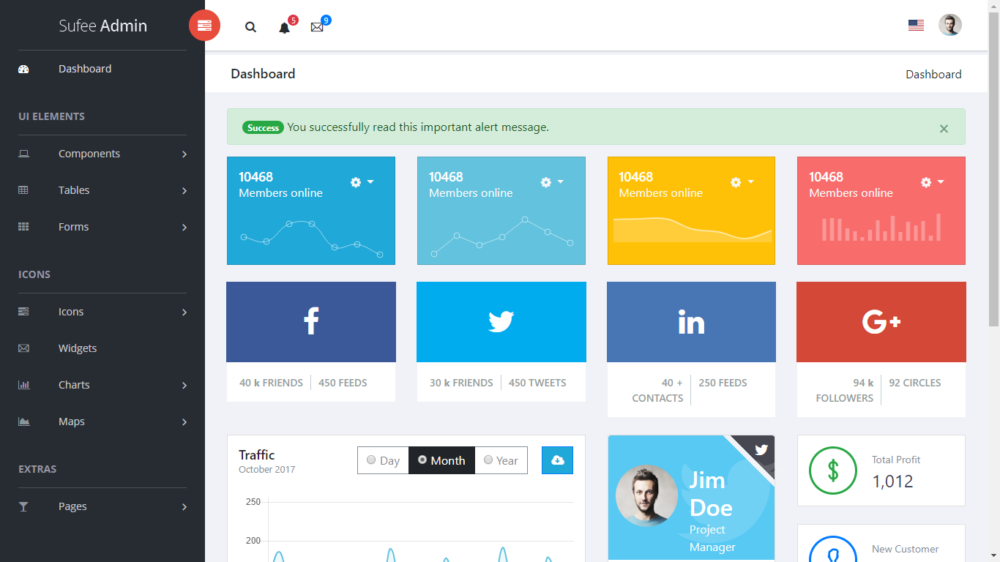 Sufee Admin
5
9
Dashboard
UI ELEMENTS
Components
Tables
Forms
ICONS
Icons
Widgets
Charts
Maps
EXTRAS
Pages
Dashboard
Dashboard
Success You successfully read this important alert message.
×
10468
Members online
10468
Members online
10468
Members online
10468
Members online
f
in
G+
40 k FRIENDS
450 FEEDS
30 k FRIENDS
450 TWEETS
40 +
CONTACTS
250 FEEDS
94 k
FOLLOWERS
92 CIRCLES
Traffic
October 2017
Day
Month
Year
250
200
Jim
Doe
Project
Manager
$
Total Profit
1,012
New Customer